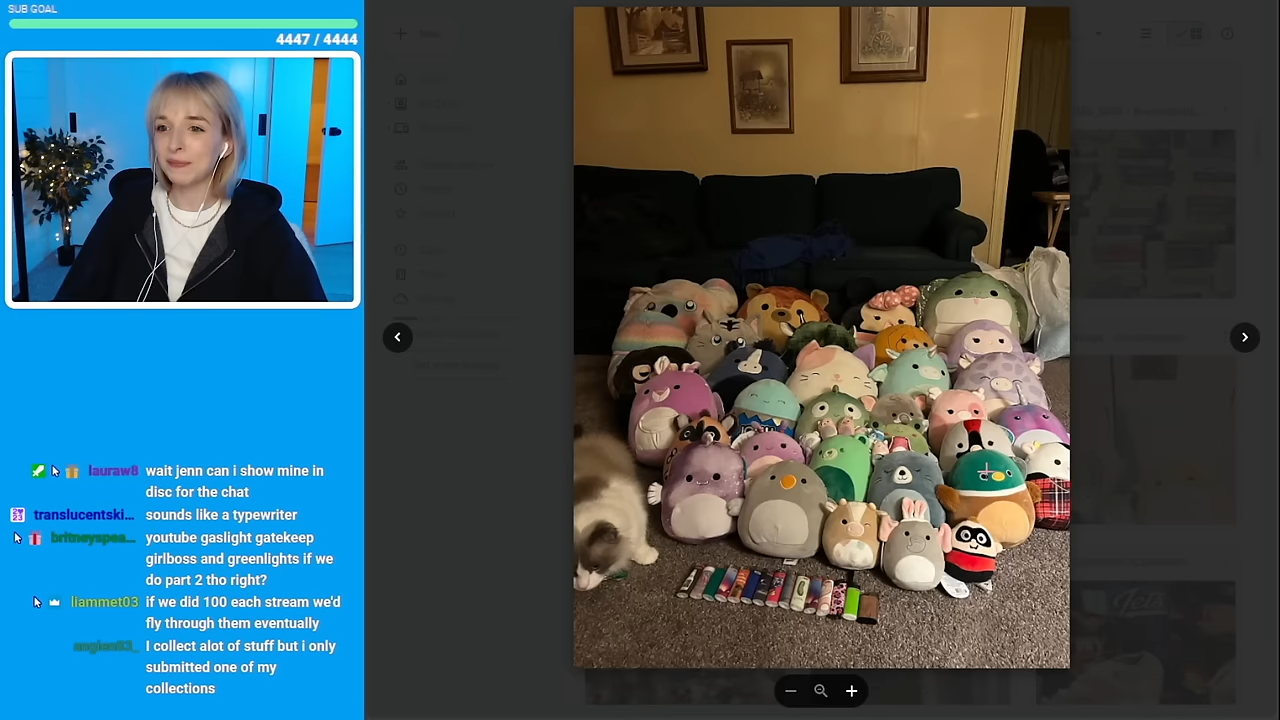 SUB GOAL
4447 / 4444
lauraw8 wait jenn can i show mine in
disc for the chat
translucentski... sounds like a typewriter
britneyspea... youtube gaslight gatekeep
girlboss and greenlights if we
do part 2 tho right?
liammet03 if we did 100 each stream we'd
fly through them eventually
I collect alot of stuff but i only
submitted one of my
collections